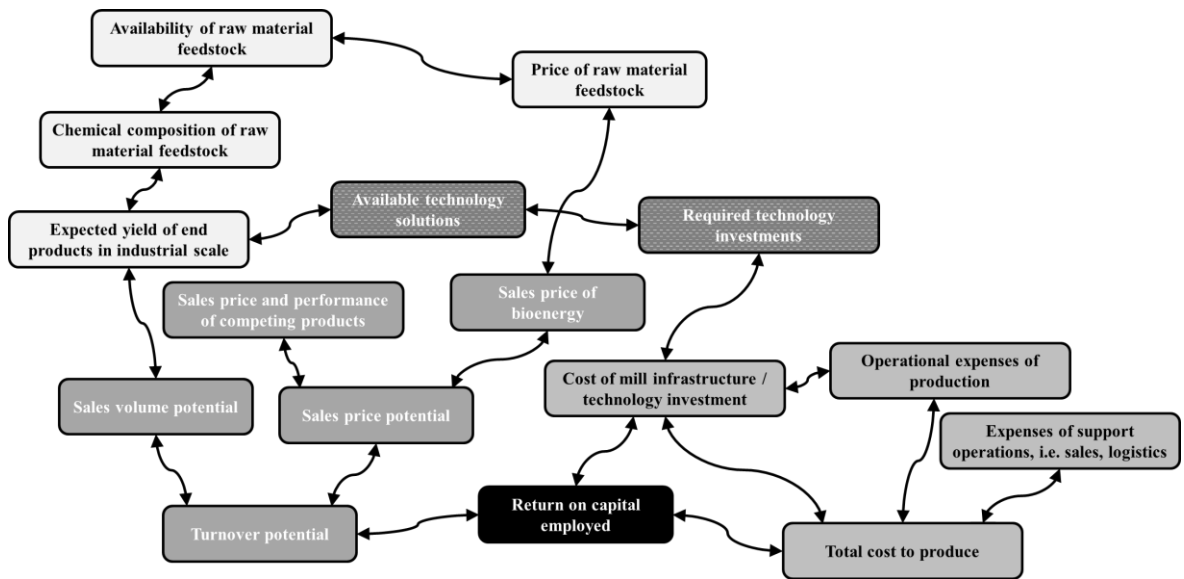 Availability of raw material
feedstock
Price of raw material
feedstock
Chemical composition of raw
material feedstock
Available technology
solutions
Required technology
investments
Expected yield of end
products in industrial scale
Sales price and performance
of competing products
Sales price of
bioenergy
Operational expenses of
production
Cost of mill infrastructure /
technology investment
Sales volume potential
Sales price potential
Expenses of support
operations, i.e. sales, logistics
Return on capital
employed
Turnover potential
Total cost to produce